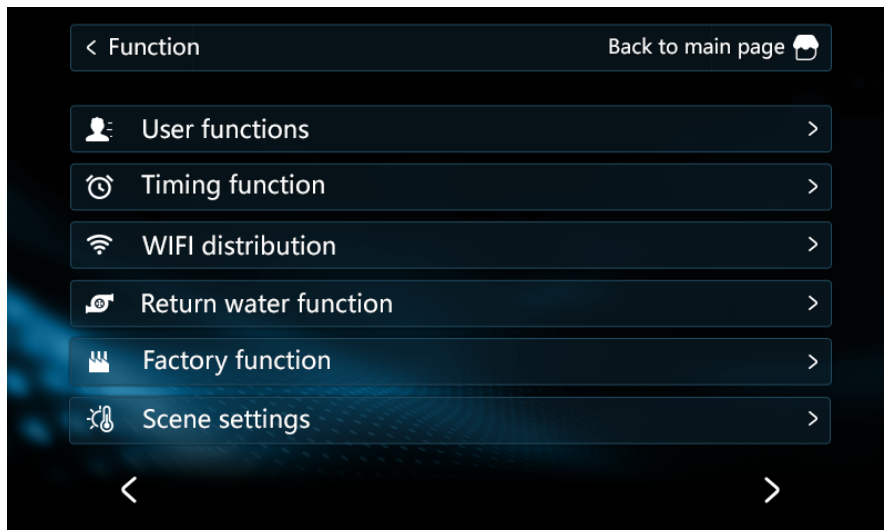 < Function
Back to main page
User functions
Timing function
WIFI distribution
Return water function
Factory function
Scene settings